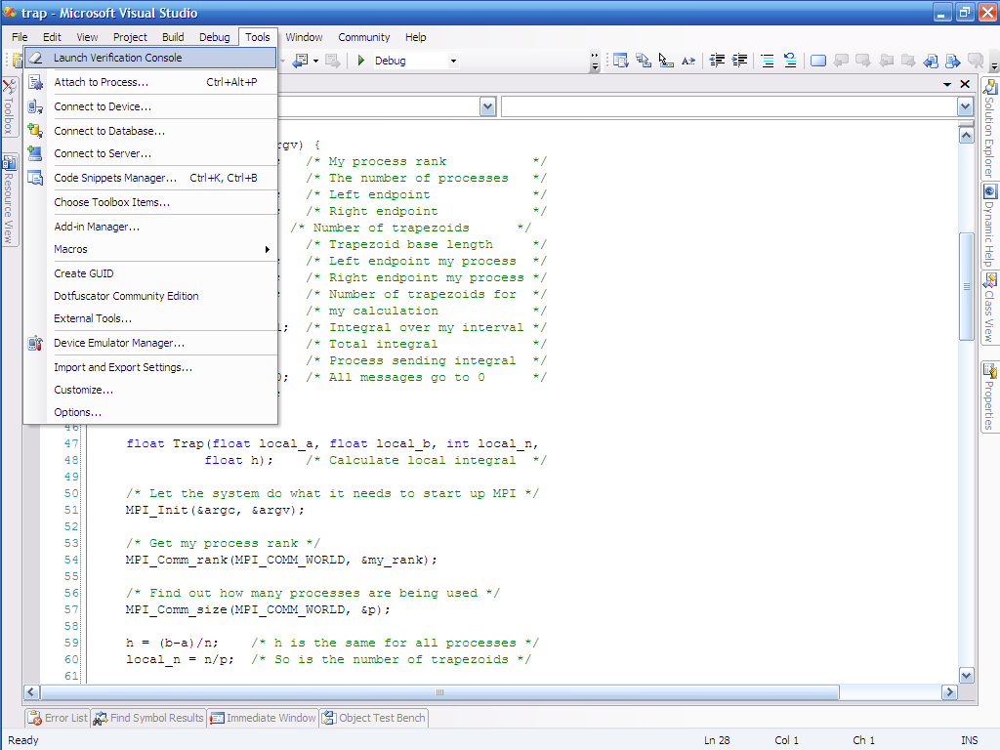 trap - Microsoft Visual Studio
File Edit View Project Build Debug Tools Window Community Help
Debug
Launch Verification Console
Attach to Process... Ctrl+Alt+P
Connect to Device...
Connect to Database...
Connect to Server...
Code Snippets Manager... Ctrl+K, Ctrl+B
Choose Toolbox Items...
Add-in Manager...
Macros
Create GUID
Dotfuscator Community Edition
External Tools...
Device Emulator Manager...
Import and Export Settings...
Customize...
Options...
Toolbox
Resource View
rgv) {
; /* My process rank */
; /* The number of processes */
; /* Left endpoint */
; /* Right endpoint */
/* Number of trapezoids */
/* Trapezoid base length */
; /* Left endpoint my process */
; /* Right endpoint my process */
; /* Number of trapezoids for */
/* my calculation */
l; /* Integral over my interval */
/* Total integral */
/* Process sending integral */
0; /* All messages go to 0 */
;
46
47 float Trap(float local_a, float local_b, int local_n,
48 float h); /* Calculate local integral */
49
50 /* Let the system do what it needs to start up MPI */
51 MPI_Init(&argc, &argv);
52
53 /* Get my process rank */
54 MPI_Comm_rank(MPI_COMM_WORLD, &my_rank);
55
56 /* Find out how many processes are being used */
57 MPI_Comm_size(MPI_COMM_WORLD, &p);
58
59 h = (b-a)/n; /* h is the same for all processes */
60 local_n = n/p; /* So is the number of trapezoids */
61
Solution Explorer
Dynamic Help
Class View
Properties
Error List Find Symbol Results Immediate Window Object Test Bench
Ready Ln 28 Col 1 Ch 1 INS